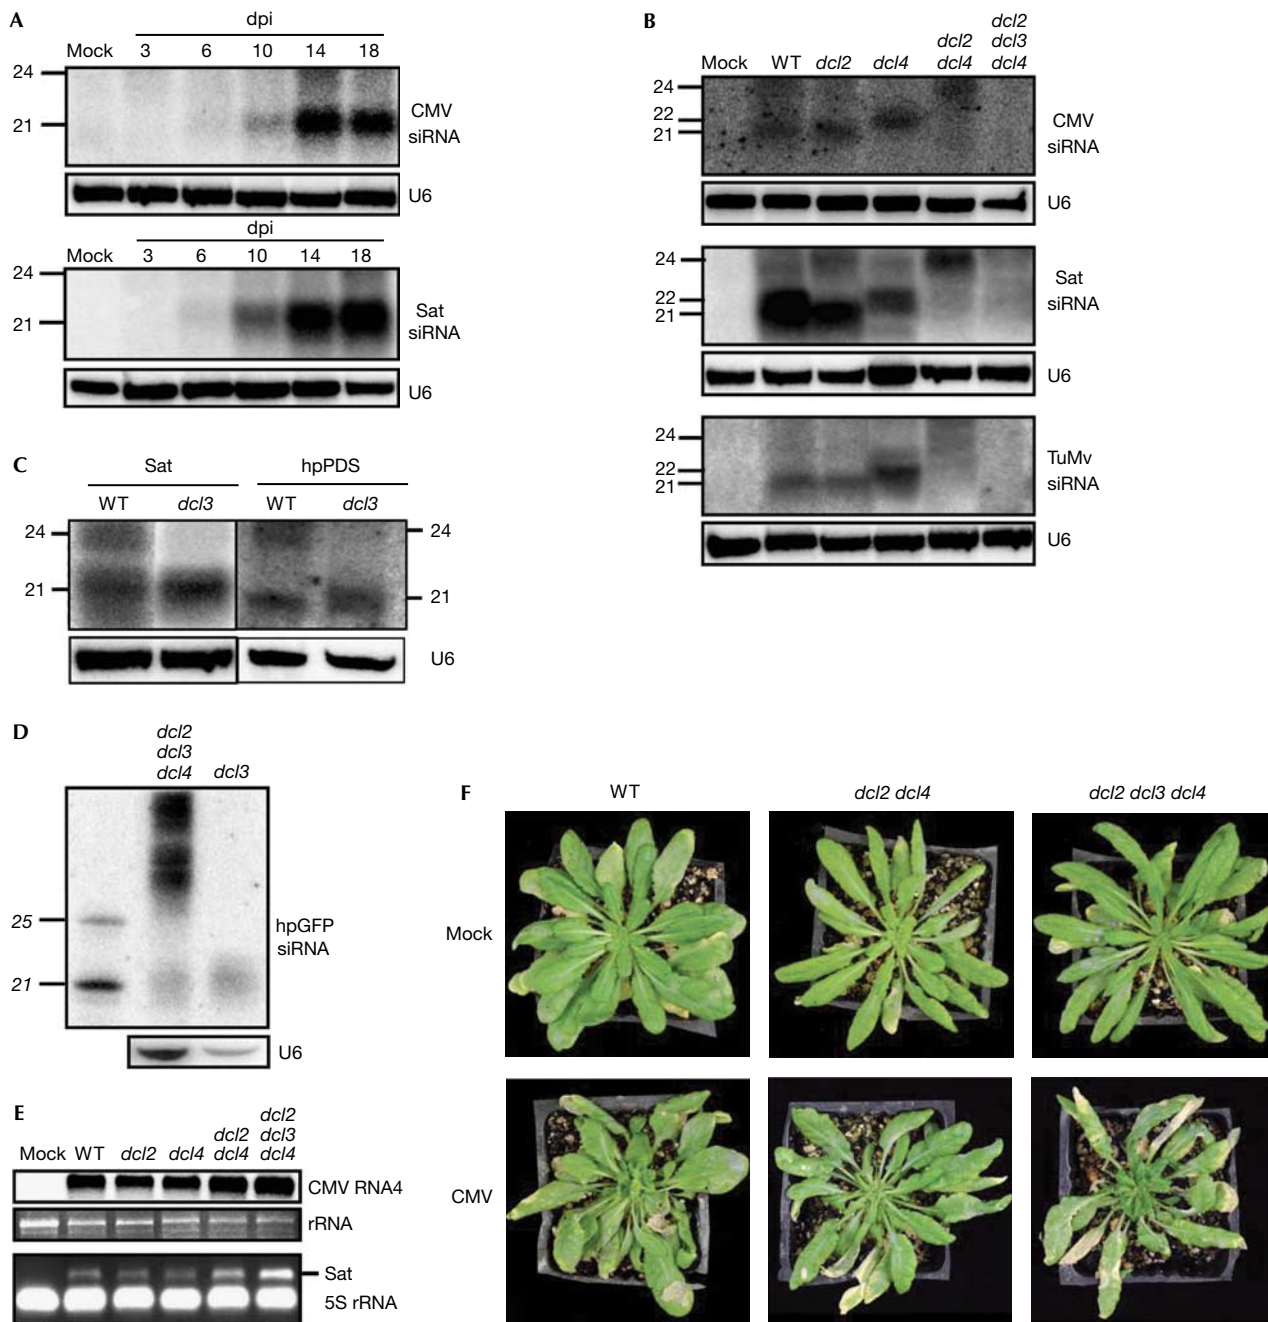 A
dpi
Mock 3 6 10 14 18
24
21
CMV
siRNA
U6
dpi
Mock 3 6 10 14 18
24
21
Sat
siRNA
U6
B
Mock WT dcl2 dcl4 dcl2 dcl4 dcl2 dcl3 dcl4
24
22
21
CMV
siRNA
U6
24
22
21
Sat
siRNA
U6
24
22
21
TuMv
siRNA
U6
C
Sat hpPDS
WT dcl3 WT dcl3
24 24
21 21
U6
D
dcl2
dcl3
dcl4 dcl3
25
21
hpGFP
siRNA
U6
E
Mock WT dcl2 dcl4 dcl2 dcl4 dcl2 dcl3 dcl4
CMV RNA4
rRNA
Sat
5S rRNA
F
WT dcl2 dcl4 dcl2 dcl3 dcl4
Mock
CMV